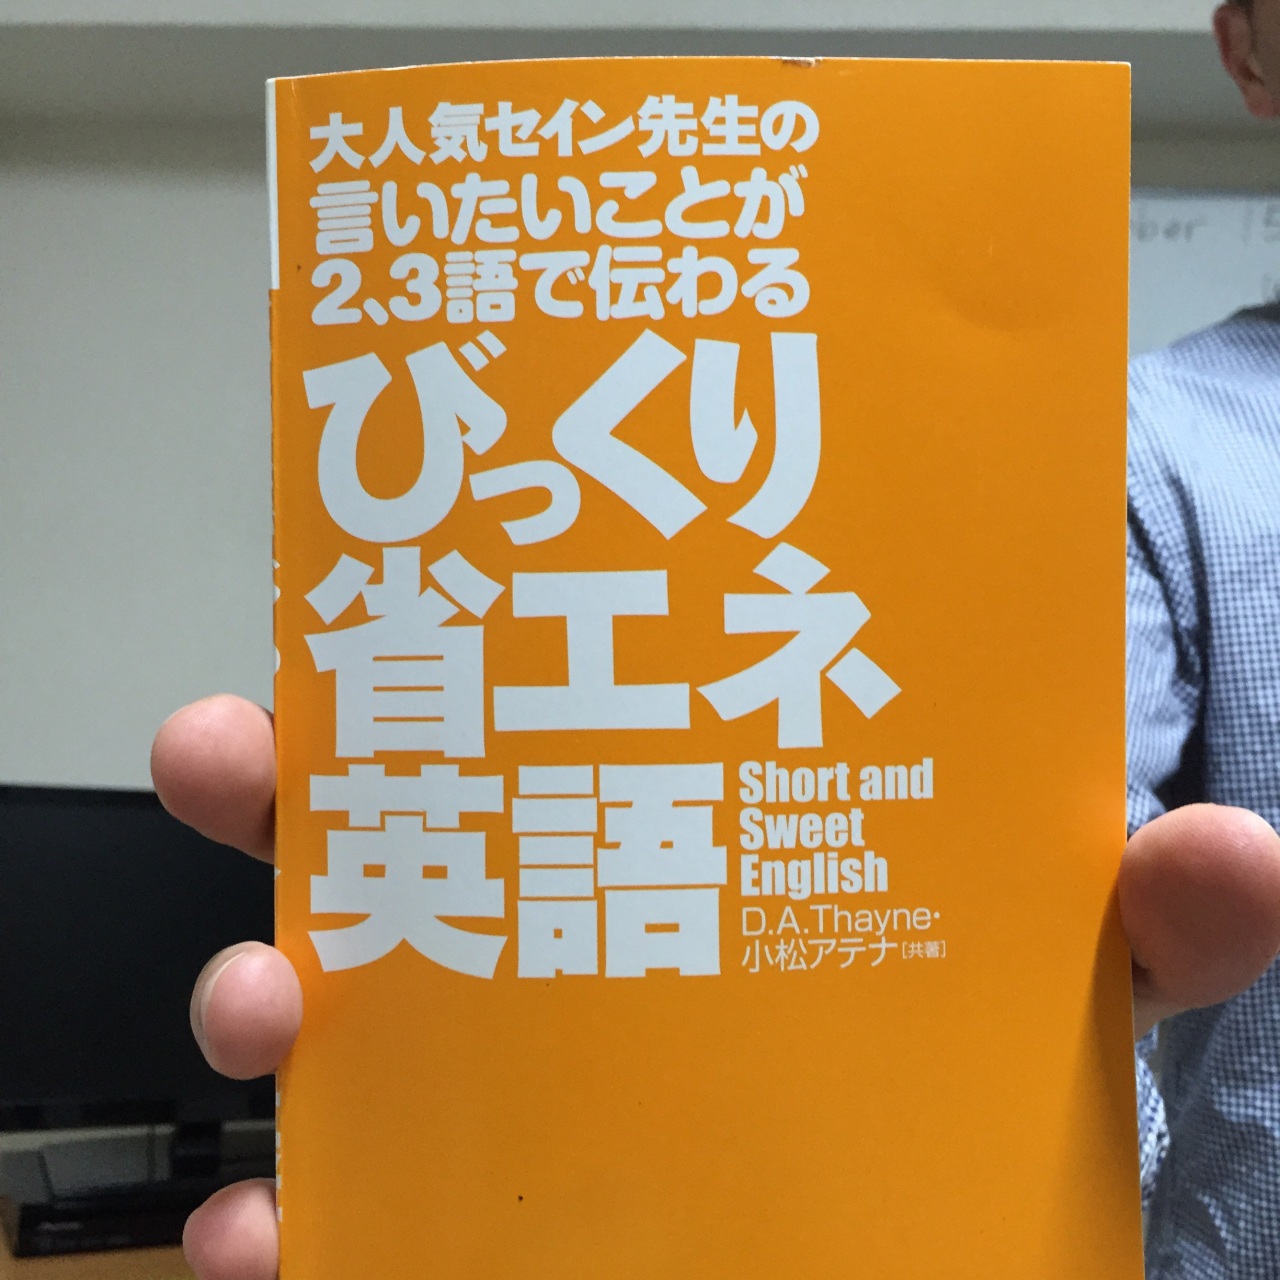 大人気セイン先生の
言いたいことが
2、3語で伝わる
びっくり
省エネ
英語
Short and
Sweet
English
D.A.Thayne・
小松アテナ[共著]